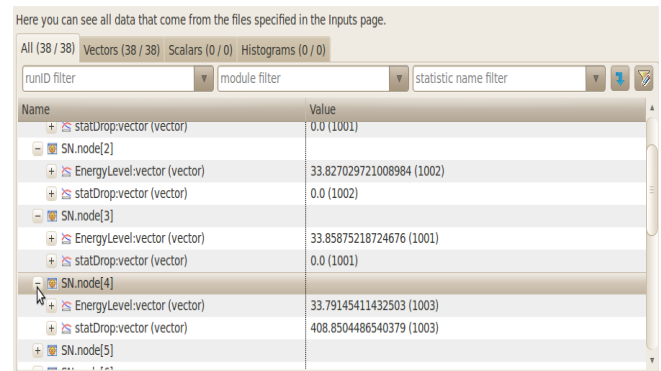 Here you can see all data that come from the files specified in the Inputs page.
All (38 / 38) Vectors (38 / 38) Scalars (0 / 0) Histograms (0 / 0)
runID filter module filter statistic name filter
Name Value
statDrop:vector (vector) 0.0 (1001)
SN.node[2]
EnergyLevel:vector (vector) 33.827029721008984 (1002)
statDrop:vector (vector) 0.0 (1002)
SN.node[3]
EnergyLevel:vector (vector) 33.85875218724676 (1001)
statDrop:vector (vector) 0.0 (1001)
SN.node[4]
EnergyLevel:vector (vector) 33.79145411432503 (1003)
statDrop:vector (vector) 408.8504486540379 (1003)
SN.node[5]